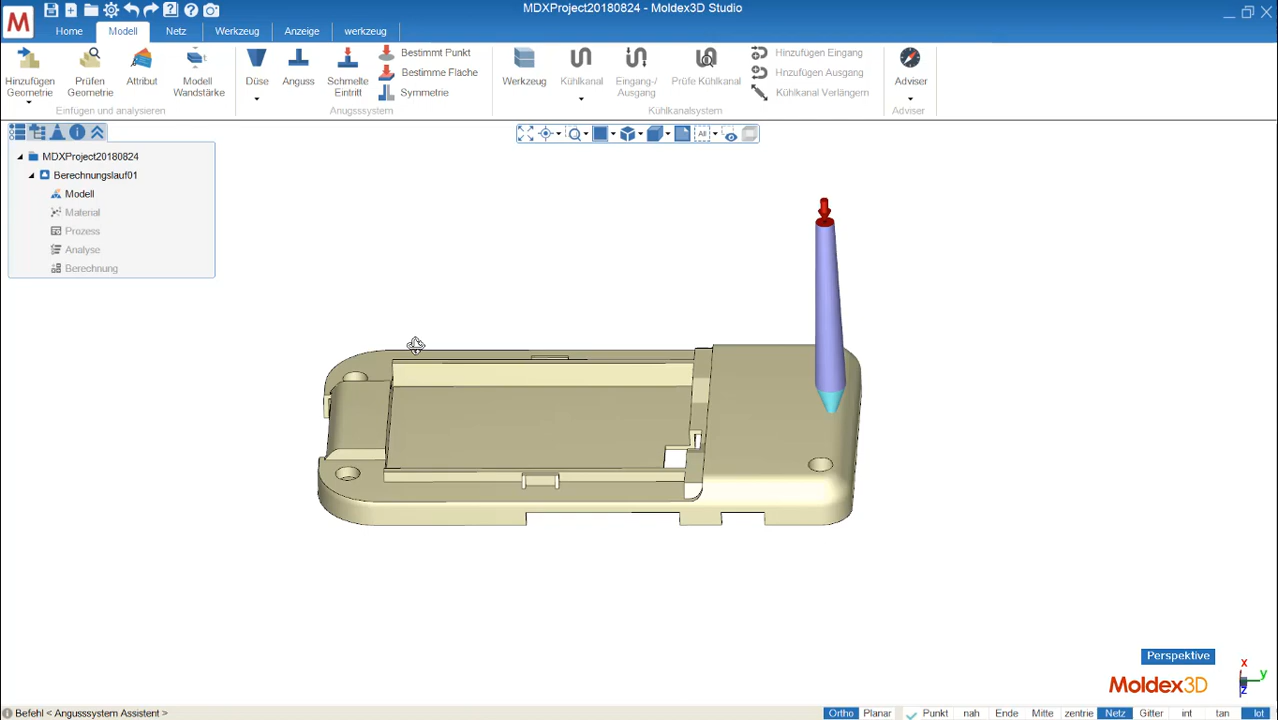 MDXProject20180824 - Moldex3D Studio
M
Home Modell Netz Werkzeug Anzeige werkzeug
Hinzufügen Geometrie
Prüfen Geometrie
Attribut
Modell Wandstärke
Einfügen und analysieren
Düse
Anguss
Schmelte Eintritt
Bestimmt Punkt
Bestimme Flache
Symmetrie
Angusssystem
Werkzeug
Kühlkanal
Eingang-/ Ausgang
Prüfe Kühlkanal
Hinzufügen Eingang
Hinzufügen Ausgang
Kühlkanal Verlängern
Kühlkanalsystem
Adviser
Adviser
All
MDXProject20180824
Berechnungslauf01
Modell
Material
Prozess
Analyse
Berechnung
Perspektive
Moldex3D
x
y
z
Befehl < Angusssystem Assistent >
Ortho Planar Punkt nah Ende Mitte zentrie Netz Gitter int tan lot